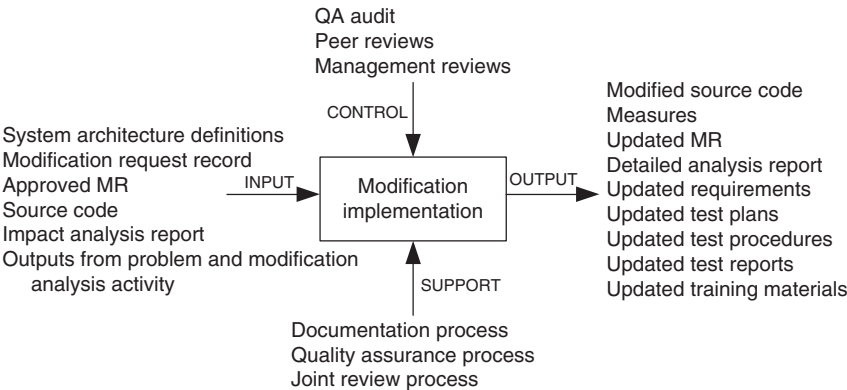 QA audit
Peer reviews
Management reviews
CONTROL
System architecture definitions
Modification request record
Approved MR
Source code
Impact analysis report
Outputs from problem and modification
analysis activity
INPUT
Modification
implementation
OUTPUT
Modified source code
Measures
Updated MR
Detailed analysis report
Updated requirements
Updated test plans
Updated test procedures
Updated test reports
Updated training materials
SUPPORT
Documentation process
Quality assurance process
Joint review process